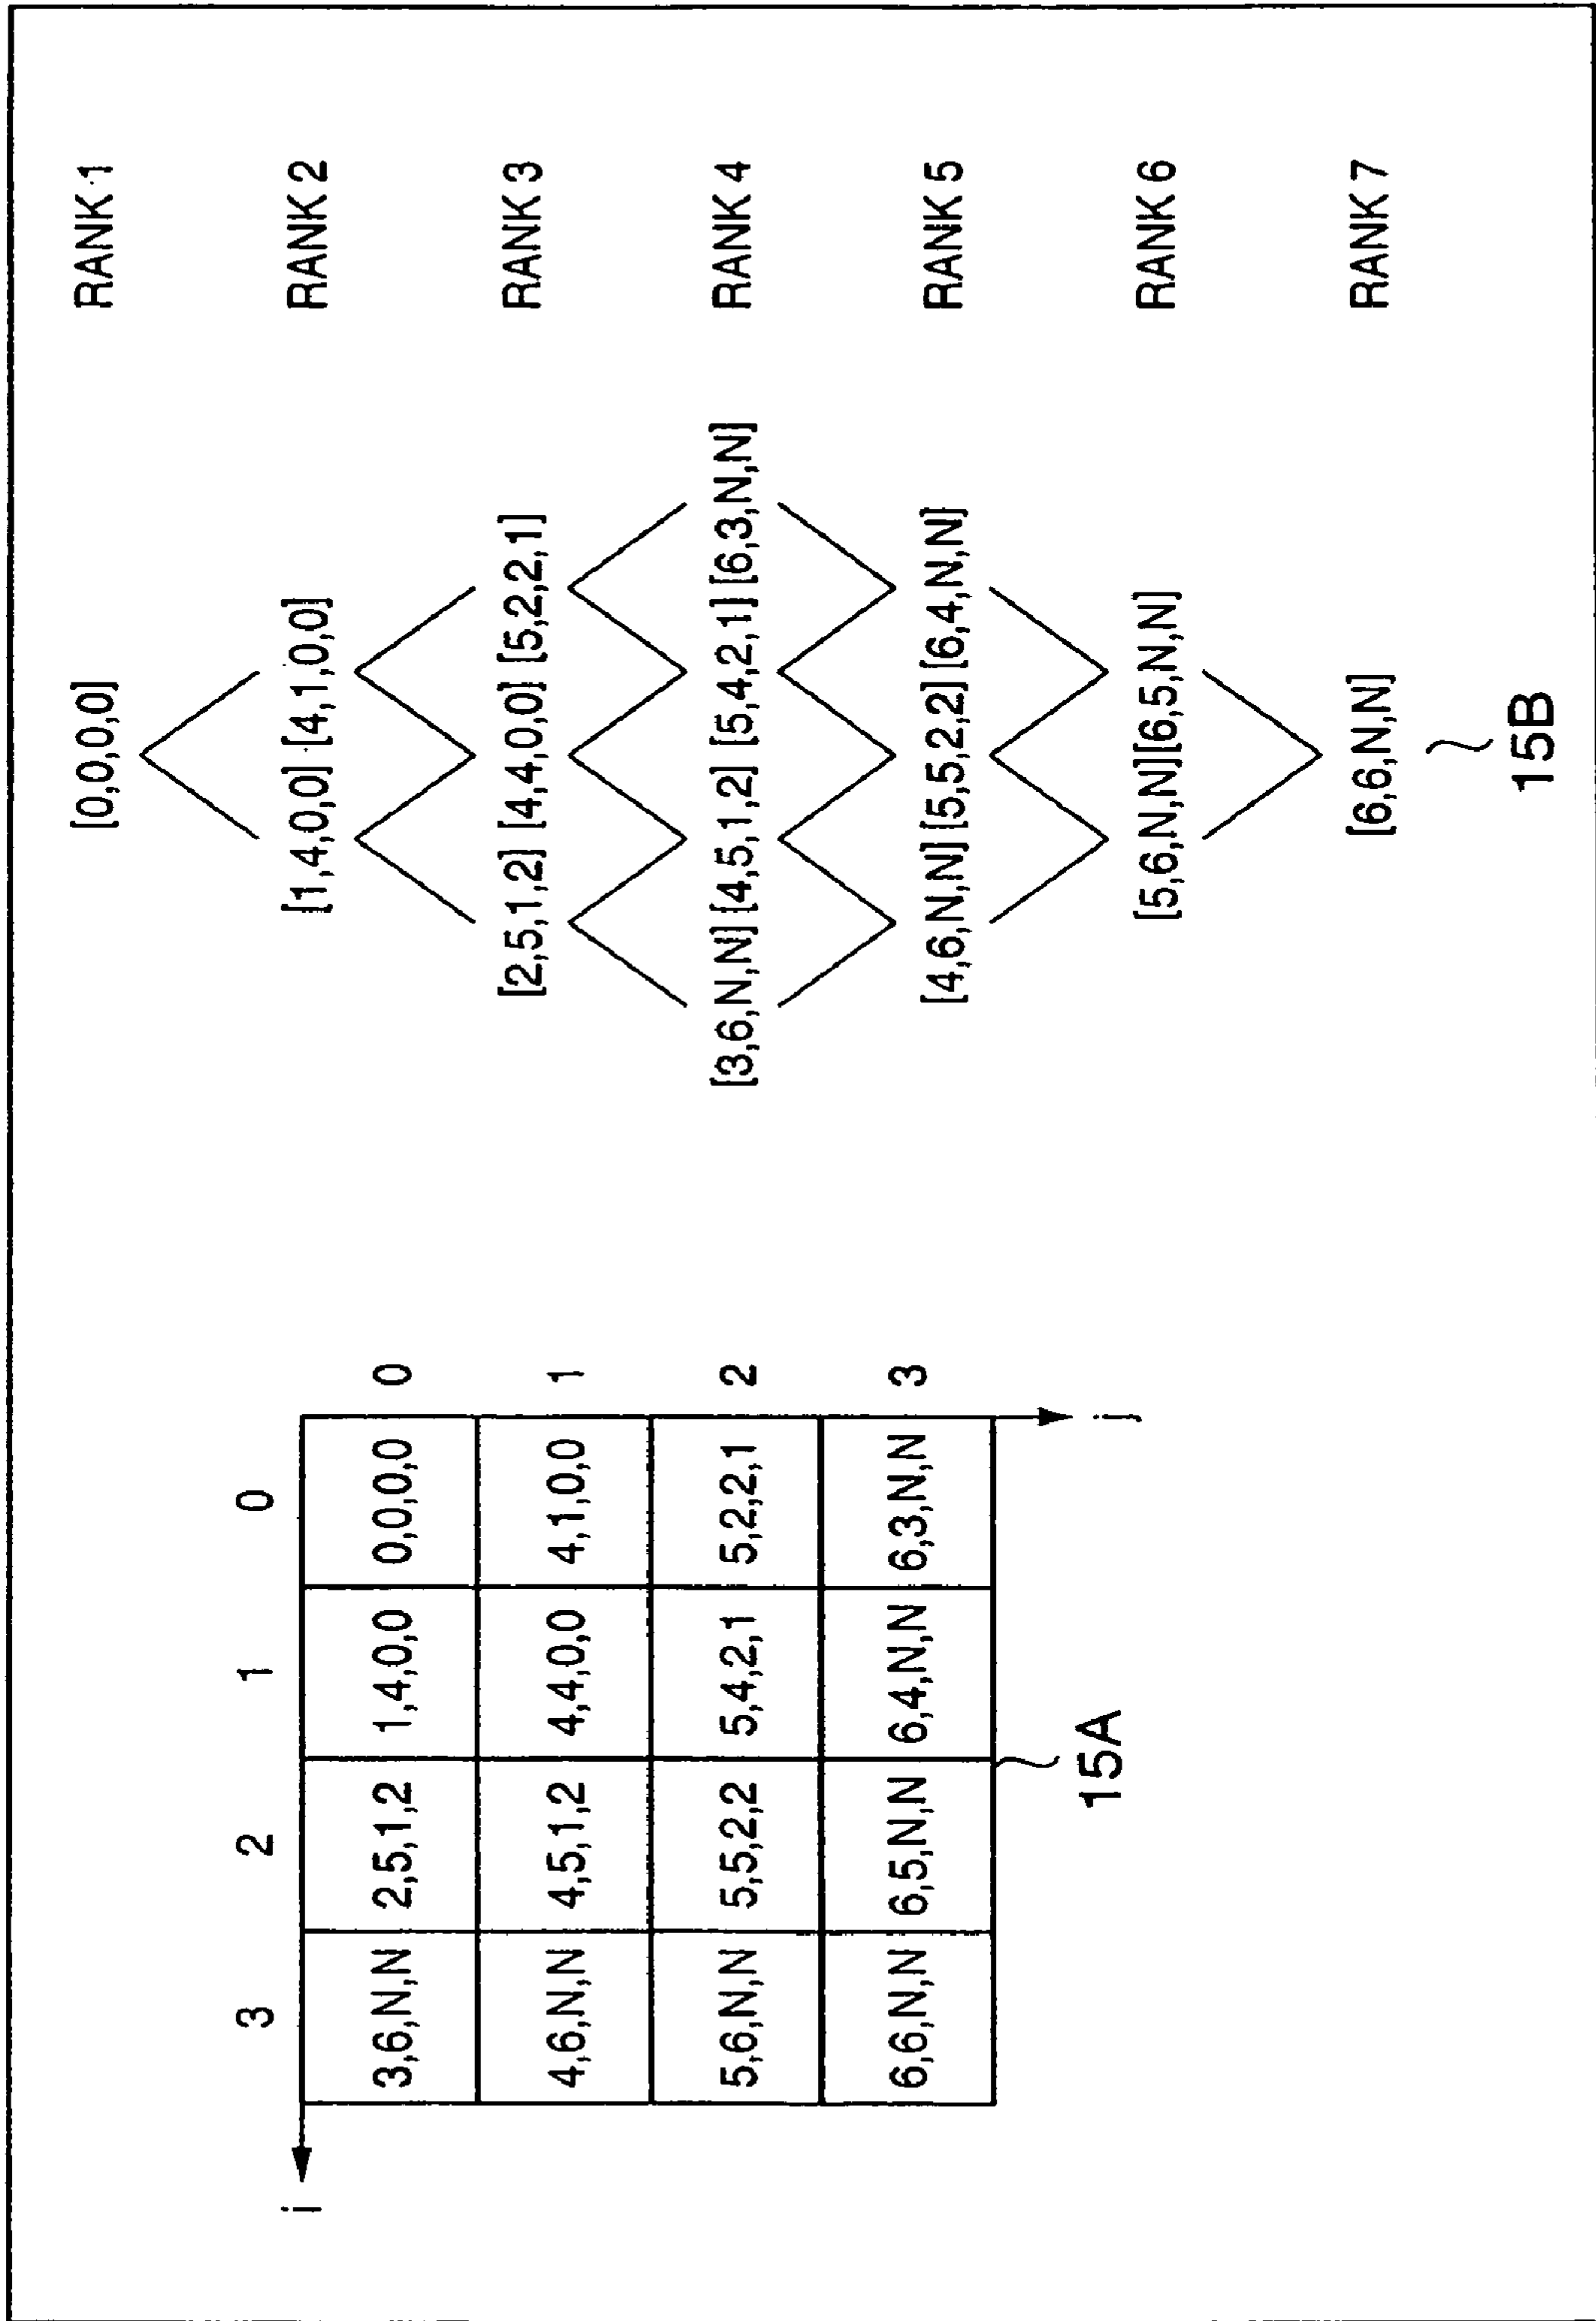 3 2 1 0
i
3,6,N,N 2,5,1,2 1,4,0,0 0,0,0,0 0
4,6,N,N 4,5,1,2 4,4,0,0 4,1,0,0 1
5,6,N,N 5,5,2,2 5,4,2,1 5,2,2,1 2
6,6,N,N 6,5,N,N 6,4,N,N 6,3,N,N 3
j
15A
[0,0,0,0] RANK 1
[1,4,0,0] [4,1,0,0] RANK 2
[2,5,1,2] [4,4,0,0] [5,2,2,1] RANK 3
[3,6,N,N] [4,5,1,2] [5,4,2,1] [6,3,N,N] RANK 4
[4,6,N,N] [5,5,2,2] [6,4,N,N] RANK 5
[5,6,N,N] [6,5,N,N] RANK 6
[6,6,N,N] RANK 7
15B